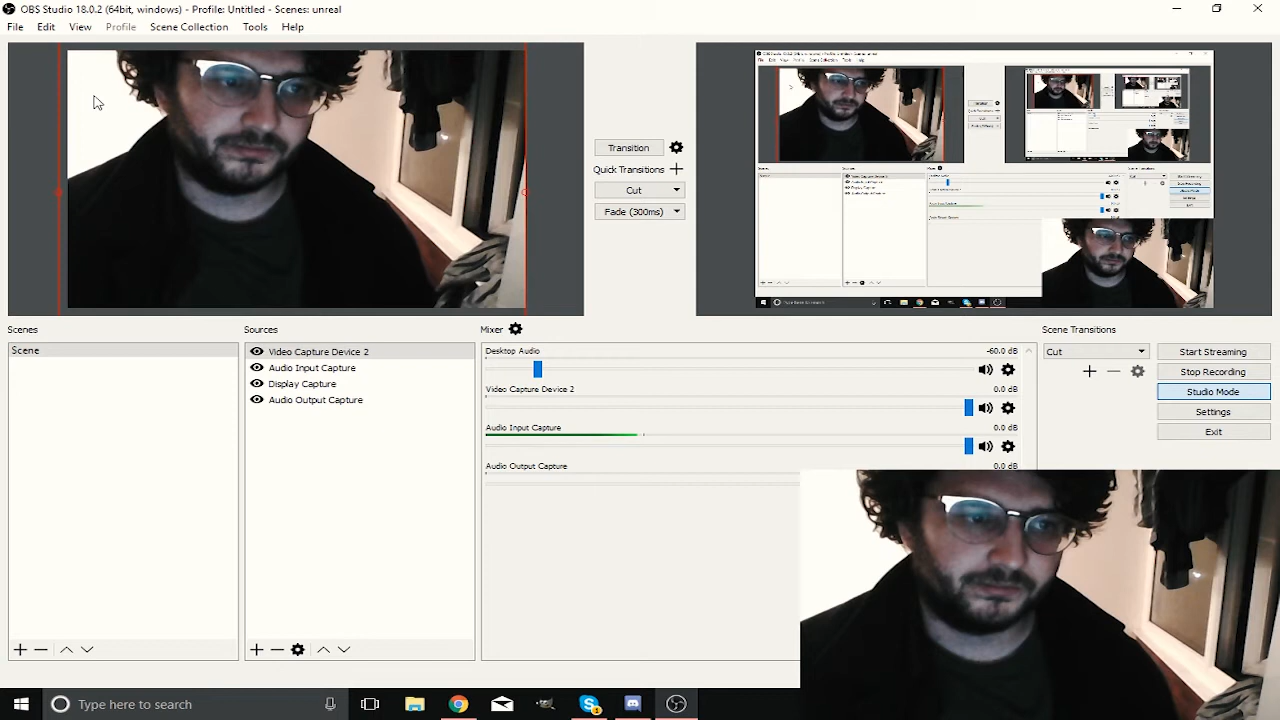 OBS Studio 18.0.2 (64bit, windows) - Profile: Untitled - Scenes: unreal
File Edit View Profile Scene Collection Tools Help
Transition
Quick Transitions
Cut
Fade (300ms)
Scenes
Sources
Mixer
Scene Transitions
Scene
Video Capture Device 2
Audio Input Capture
Display Capture
Audio Output Capture
Desktop Audio -60.0 dB
Video Capture Device 2 0.0 dB
Audio Input Capture 0.0 dB
Audio Output Capture 0.0 dB
Cut
Start Streaming
Stop Recording
Studio Mode
Settings
Exit
Type here to search